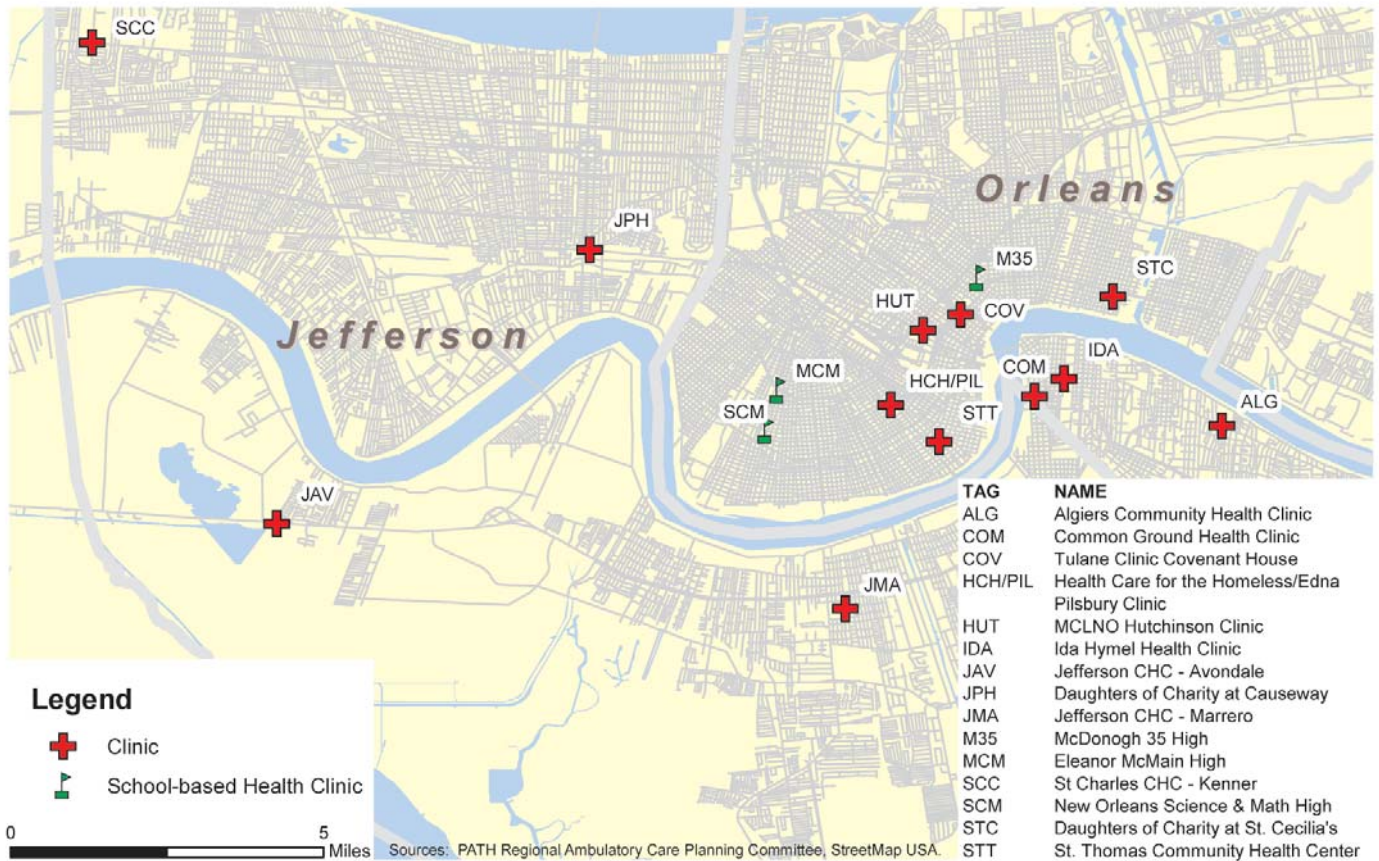 SCC
JPH
Orleans
M35
STC
HUT
COV
Jefferson
MCM
HCH/PIL
COM
IDA
SCM
STT
ALG
JAV
JMA
TAG NAME
ALG Algiers Community Health Clinic
COM Common Ground Health Clinic
COV Tulane Clinic Covenant House
HCH/PIL Health Care for the Homeless/Edna
Pilsbury Clinic
HUT MCLNO Hutchinson Clinic
IDA Ida Hymel Health Clinic
JAV Jefferson CHC - Avondale
JPH Daughters of Charity at Causeway
JMA Jefferson CHC - Marrero
M35 McDonogh 35 High
MCM Eleanor McMain High
SCC St Charles CHC - Kenner
SCM New Orleans Science & Math High
STC Daughters of Charity at St. Cecilia's
STT St. Thomas Community Health Center
Legend
Clinic
School-based Health Clinic
0 5
Miles
Sources: PATH Regional Ambulatory Care Planning Committee, StreetMap USA.